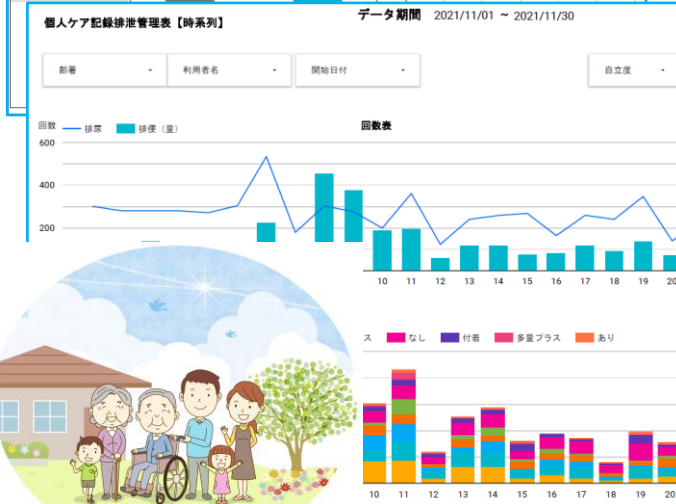 個人ケア記録排泄管理表【時系列】
データ期間 2021/11/01 ~ 2021/11/30
部署
利用者名
開始日付
自立度
回数
排尿 排便（量）
回数表
600
400
200
10 11 12 13 14 15 16 17 18 19 20
ス なし 付着 多量プラス あり
10 11 12 13 14 15 16 17 18 19 20